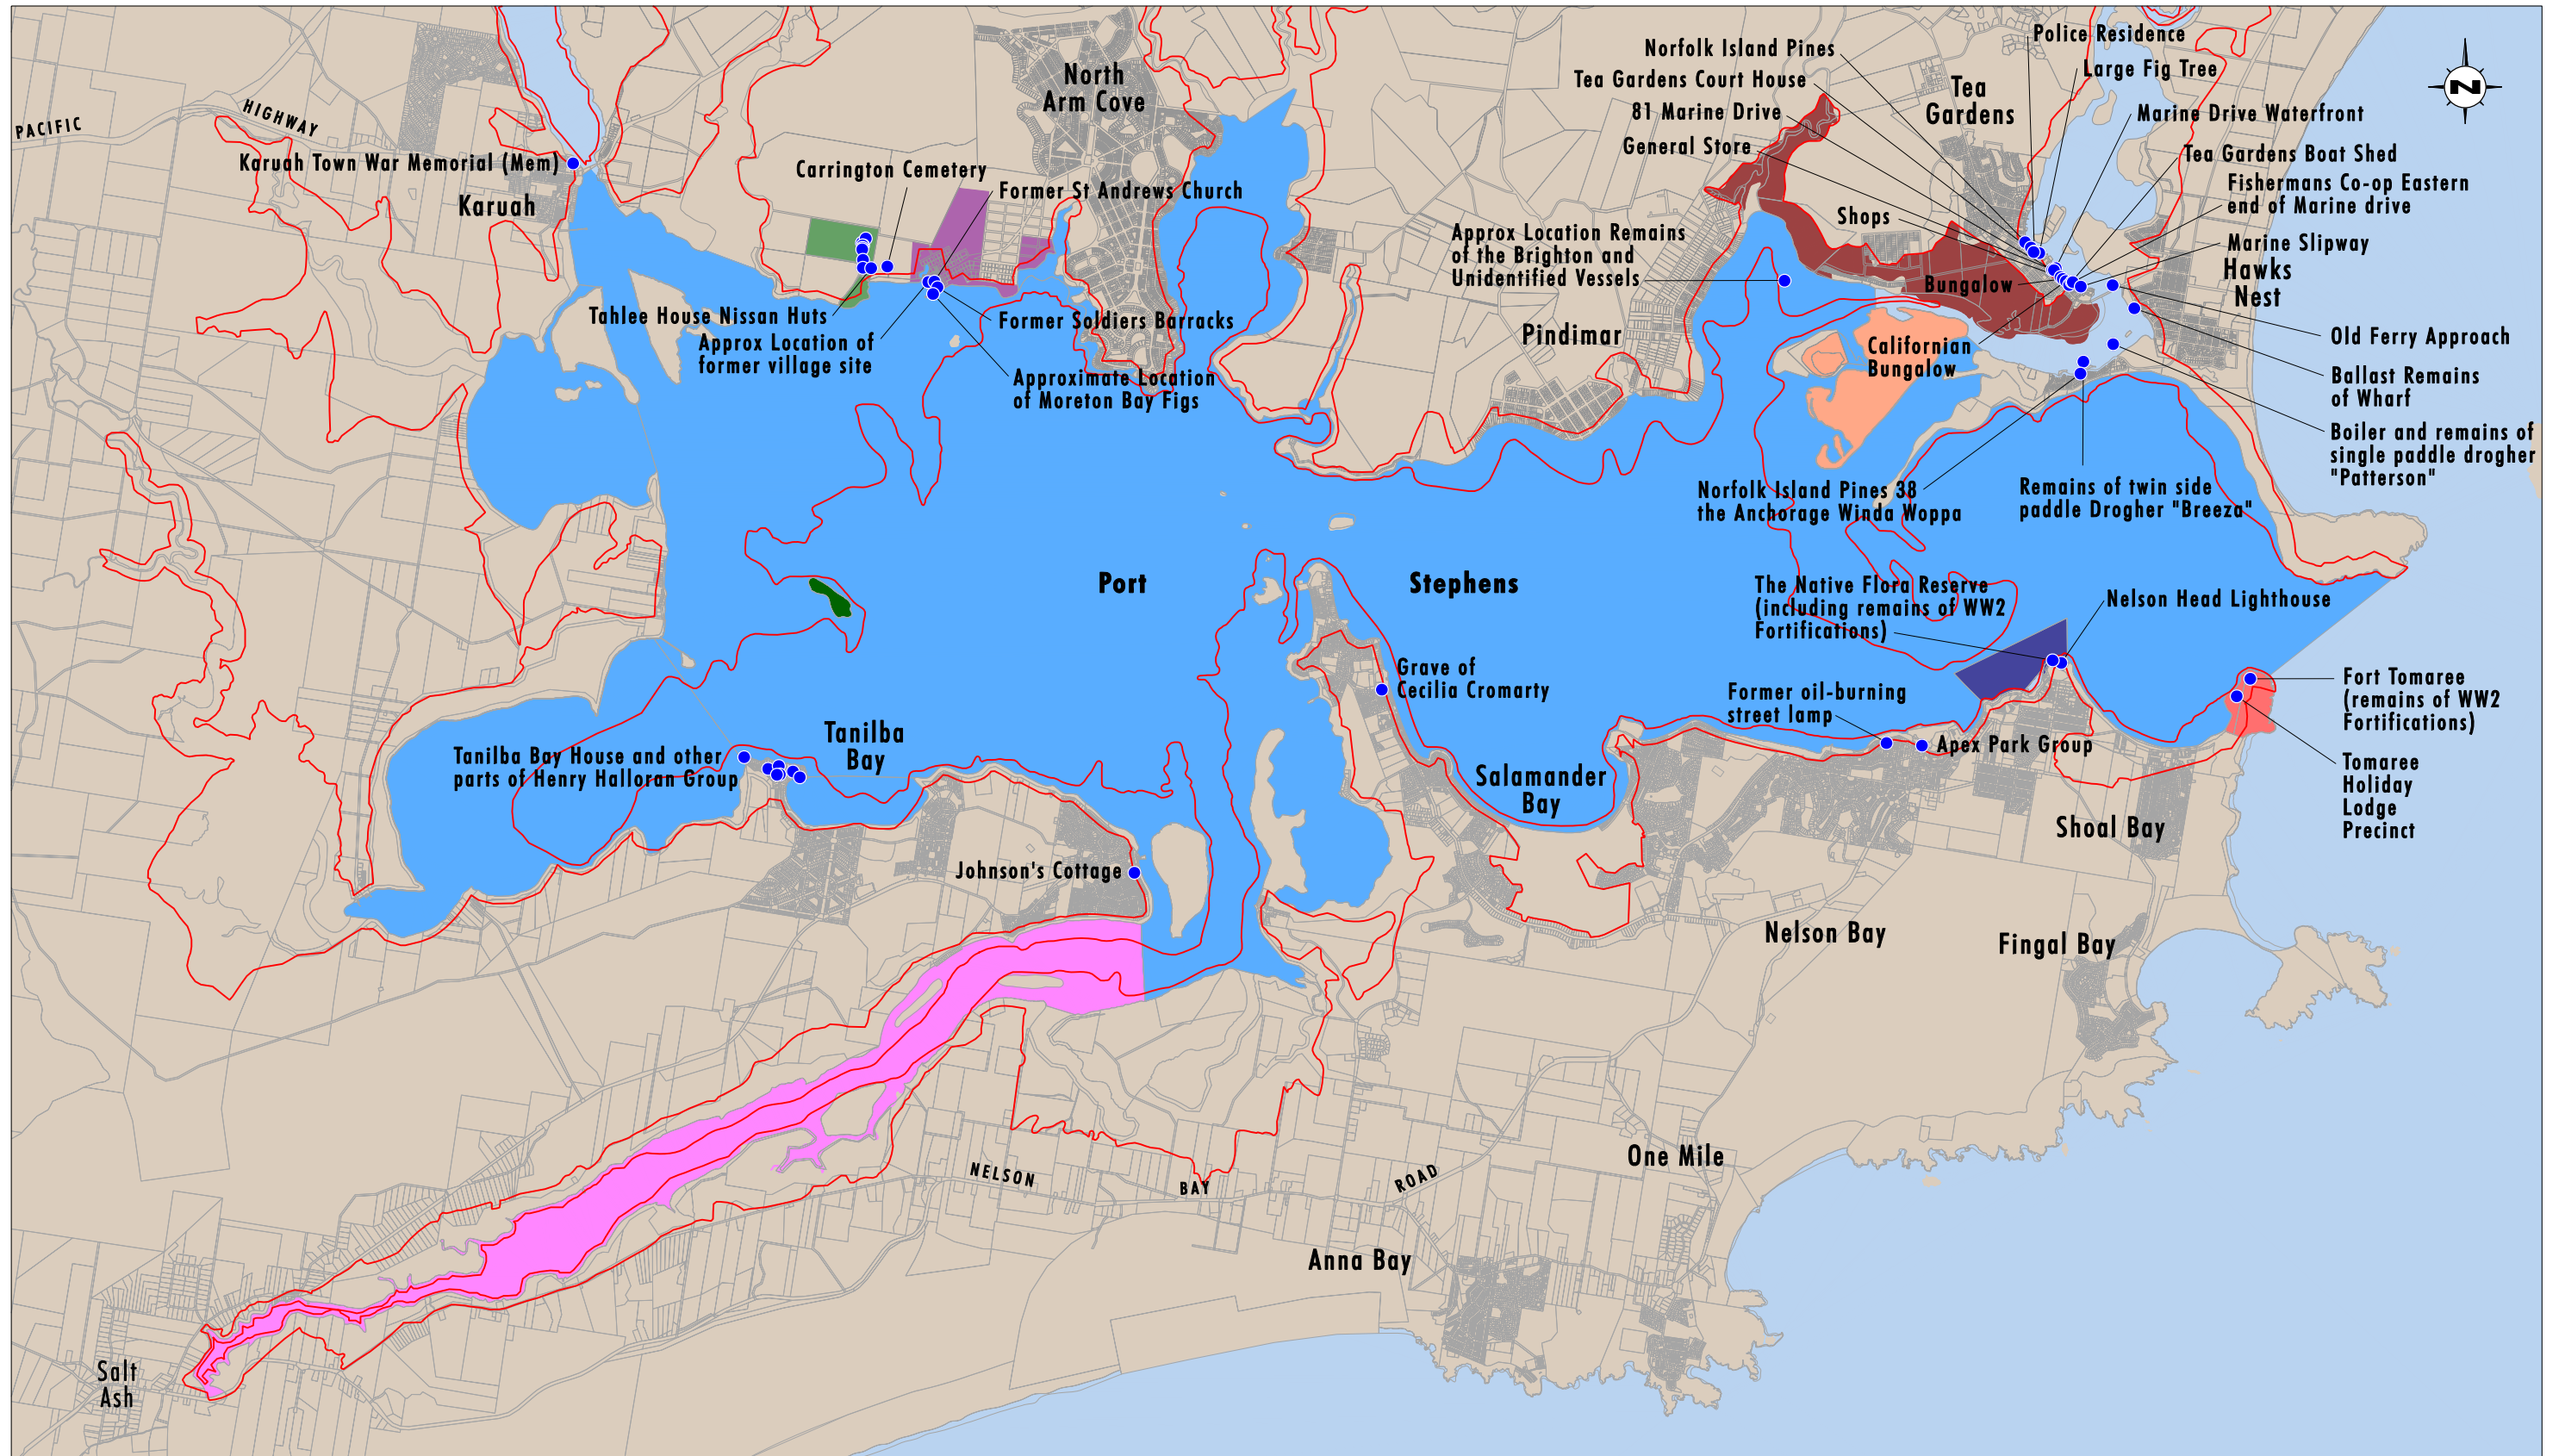 Police Residence
Norfolk Island Pines
Large Fig Tree
Tea Gardens Court House
North
Arm Cove
Tea
Gardens
81 Marine Drive
Marine Drive Waterfront
N
HIGHWAY
PACIFIC
General Store
Tea Gardens Boat Shed
Karuah Town War Memorial (Mem)
Carrington Cemetery
Former St Andrews Church
Fishermans Co-op Eastern
end of Marine drive
Karuah
Shops
Approx Location Remains
of the Brighton and
Unidentified Vessels
Marine Slipway
Hawks
Nest
Bungalow
Tahlee House Nissan Huts
Former Soldiers Barracks
Approx Location of
former village site
Pindimar
Old Ferry Approach
Californian
Bungalow
Approximate Location
of Moreton Bay Figs
Ballast Remains
of Wharf
Boiler and remains of
single paddle drogher
"Patterson"
Norfolk Island Pines 38
the Anchorage Winda Woppa
Remains of twin side
paddle Drogher "Breeza"
Port
Stephens
The Native Flora Reserve
(including remains of WW2
Fortifications)
Nelson Head Lighthouse
Grave of
Cecilia Cromarty
Fort Tomaree
(remains of WW2
Fortifications)
Former oil-burning
street lamp
Apex Park Group
Tanilba
Bay
Tanilba Bay House and other
parts of Henry Halloran Group
Salamander
Bay
Tomaree
Holiday
Lodge
Precinct
Shoal Bay
Johnson's Cottage
Nelson Bay
Fingal Bay
One Mile
NELSON
BAY
ROAD
Anna Bay
Salt
Ash